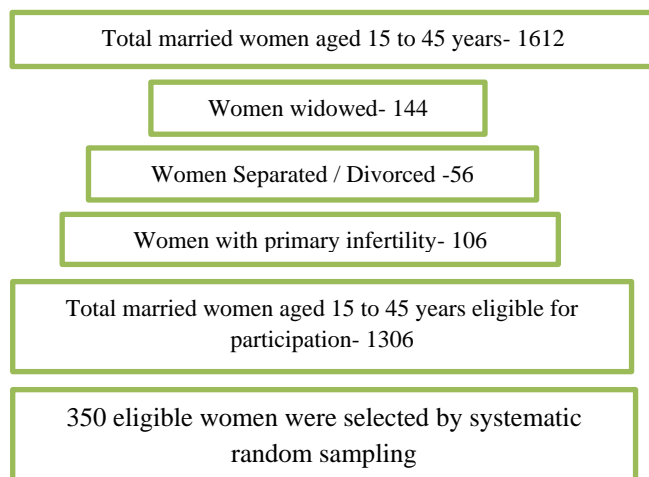 Total married women aged 15 to 45 years- 1612
Women widowed- 144
Women Separated / Divorced -56
Women with primary infertility- 106
Total married women aged 15 to 45 years eligible for
participation- 1306
350 eligible women were selected by systematic
random sampling